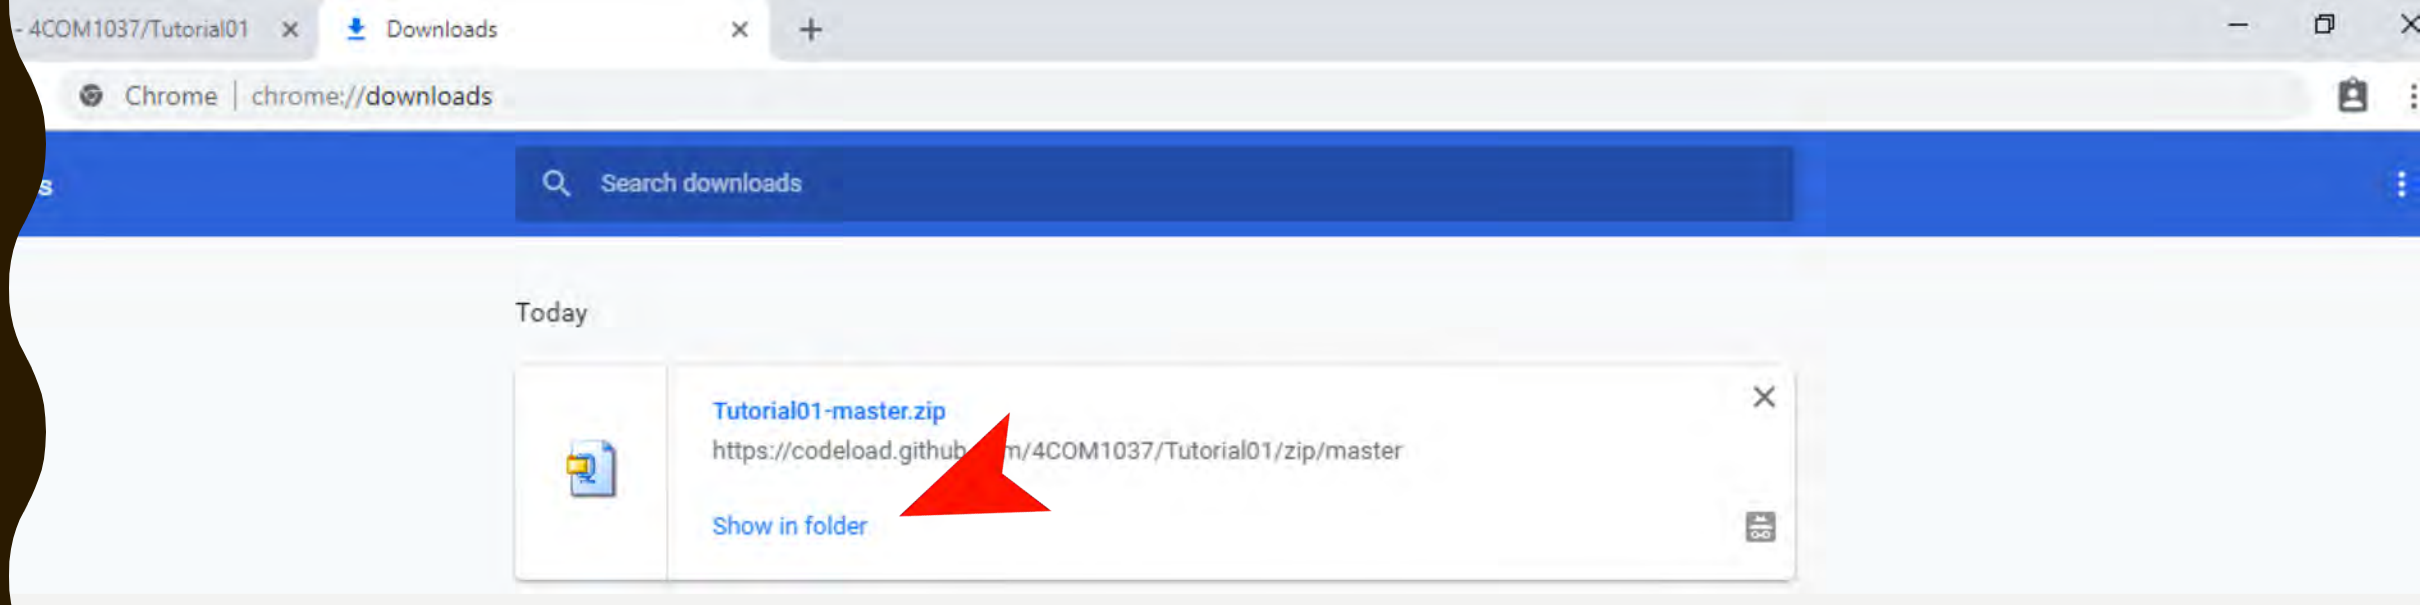 - 4COM1037/Tutorial01
Downloads
Chrome | chrome://downloads
s
Search downloads
Today
Tutorial01-master.zip
https://codeload.github. m/4COM1037/Tutorial01/zip/master
Show in folder